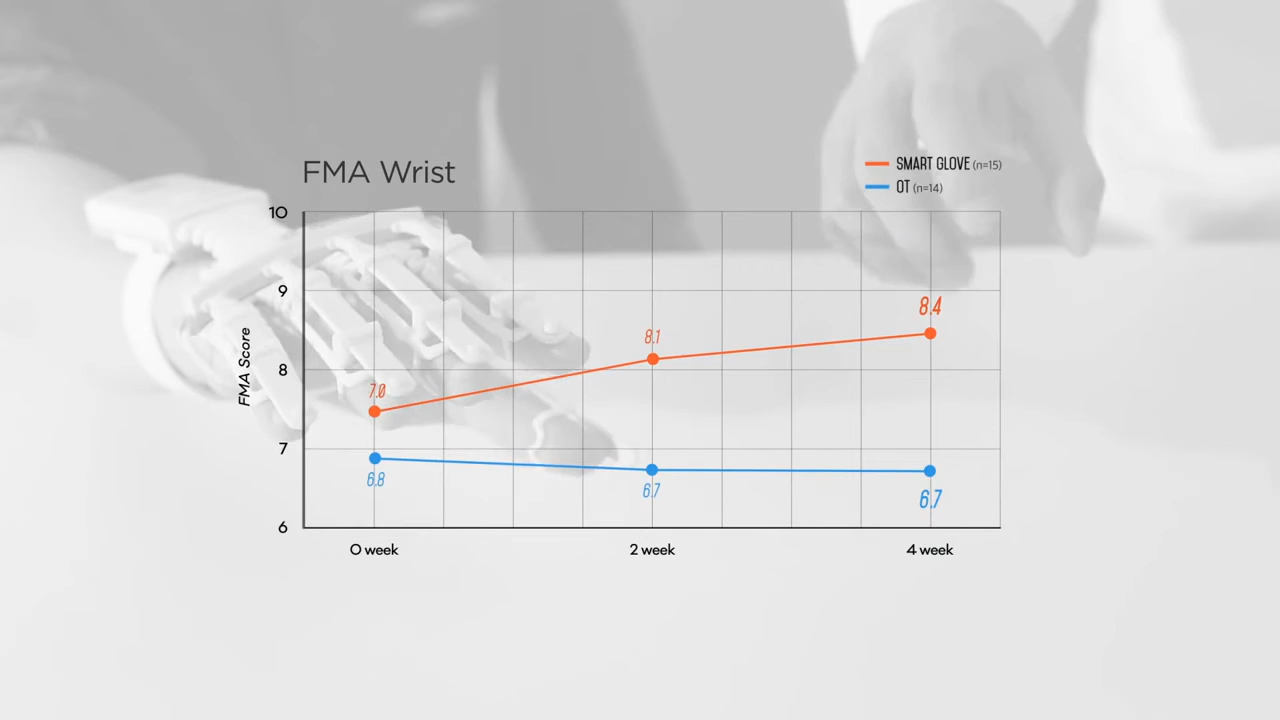 FMA Wrist
SMART GLOVE (n=15)
OT (n=14)
10
9
8
7
6
FMA Score
7.0
8.1
8.4
6.8
6.7
6.7
0 week
2 week
4 week